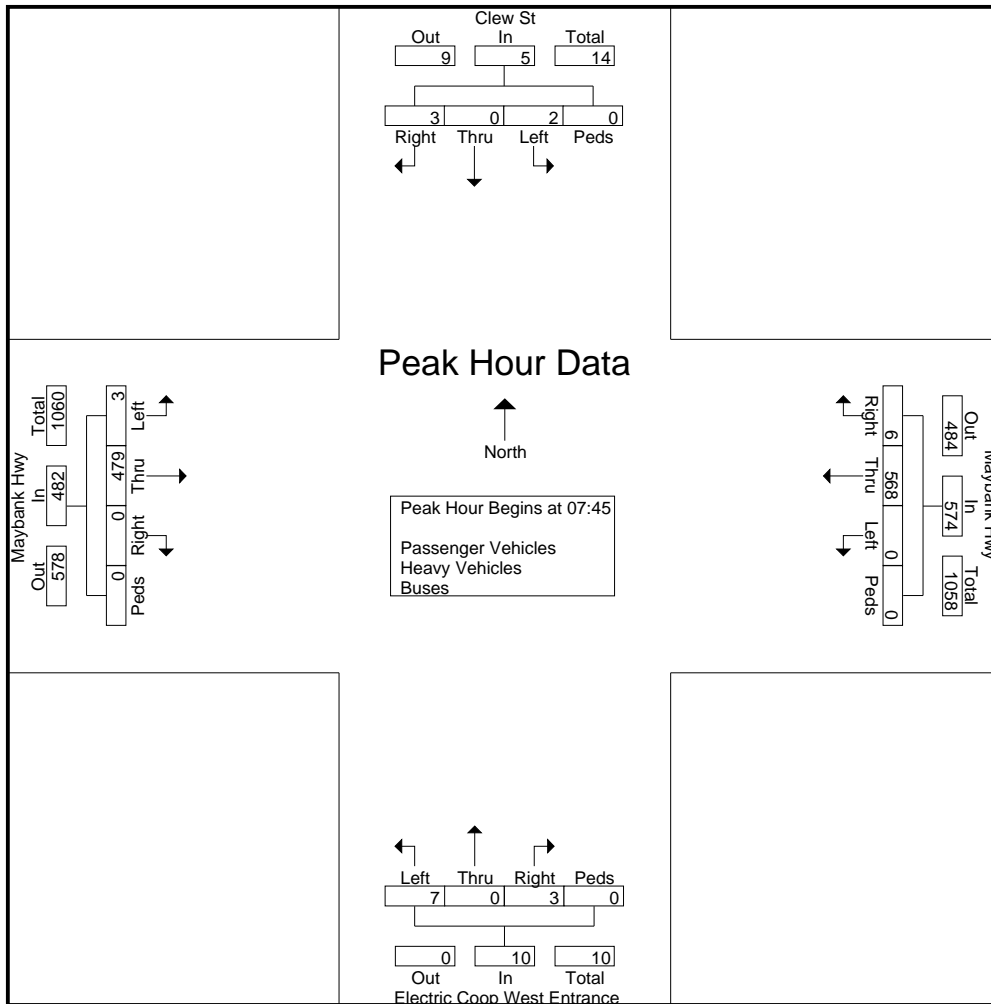 Clew St
Out In Total
9 5 14
3 0 2 0
Right Thru Left Peds
Peak Hour Data
North
Peak Hour Begins at 07:45
Passenger Vehicles
Heavy Vehicles
Buses
Maybank Hwy
Total In Out
1060 482 578
3 479 0 0
Left Thru Right Peds
Maybank Hwy
Out In Total
484 574 1058
6 568 0 0
Right Thru Left Peds
Left Thru Right Peds
7 0 3 0
0 10 10
Out In Total
Electric Coop West Entrance